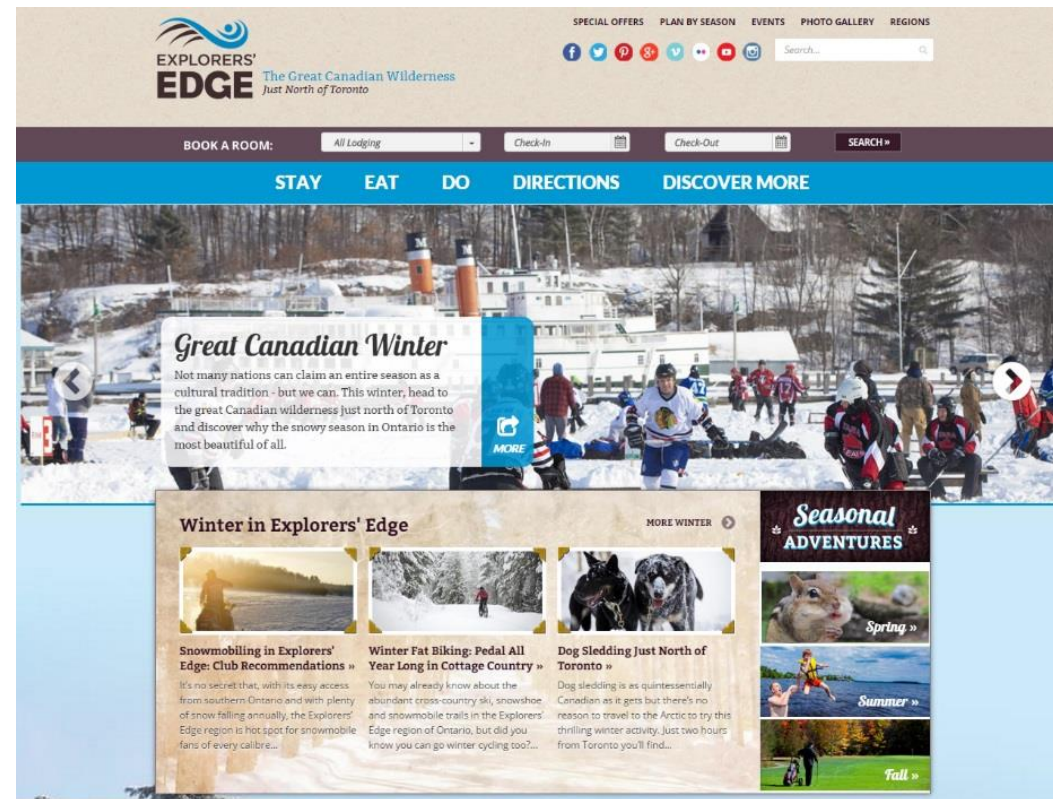 SPECIAL OFFERS PLAN BY SEASON EVENTS PHOTO GALLERY REGIONS
Search...
EXPLORERS'
EDGE
The Great Canadian Wilderness
Just North of Toronto
BOOK A ROOM: All Lodging Check-In Check-Out SEARCH »
STAY EAT DO DIRECTIONS DISCOVER MORE
Great Canadian Winter
Not many nations can claim an entire season as a
cultural tradition - but we can. This winter, head to
the great Canadian wilderness just north of Toronto
and discover why the snowy season in Ontario is the
most beautiful of all.
MORE
Winter in Explorers' Edge
MORE WINTER
Snowmobiling in Explorers'
Edge: Club Recommendations »
It's no secret that, with its easy access
from southern Ontario and with plenty
of snow falling annually, the Explorers'
Edge region is hot spot for snowmobile
fans of every calibre...
Winter Fat Biking: Pedal All
Year Long in Cottage Country »
You may already know about the
abundant cross-country ski, snowshoe
and snowmobile trails in the Explorers'
Edge region of Ontario, but did you
know you can go winter cycling too?...
Dog Sledding Just North of
Toronto »
Dog sledding is as quintessentially
Canadian as it gets but there's no
reason to travel to the Arctic to try this
thrilling winter activity. Just two hours
from Toronto you'll find...
Seasonal
ADVENTURES
Spring »
Summer »
Fall »